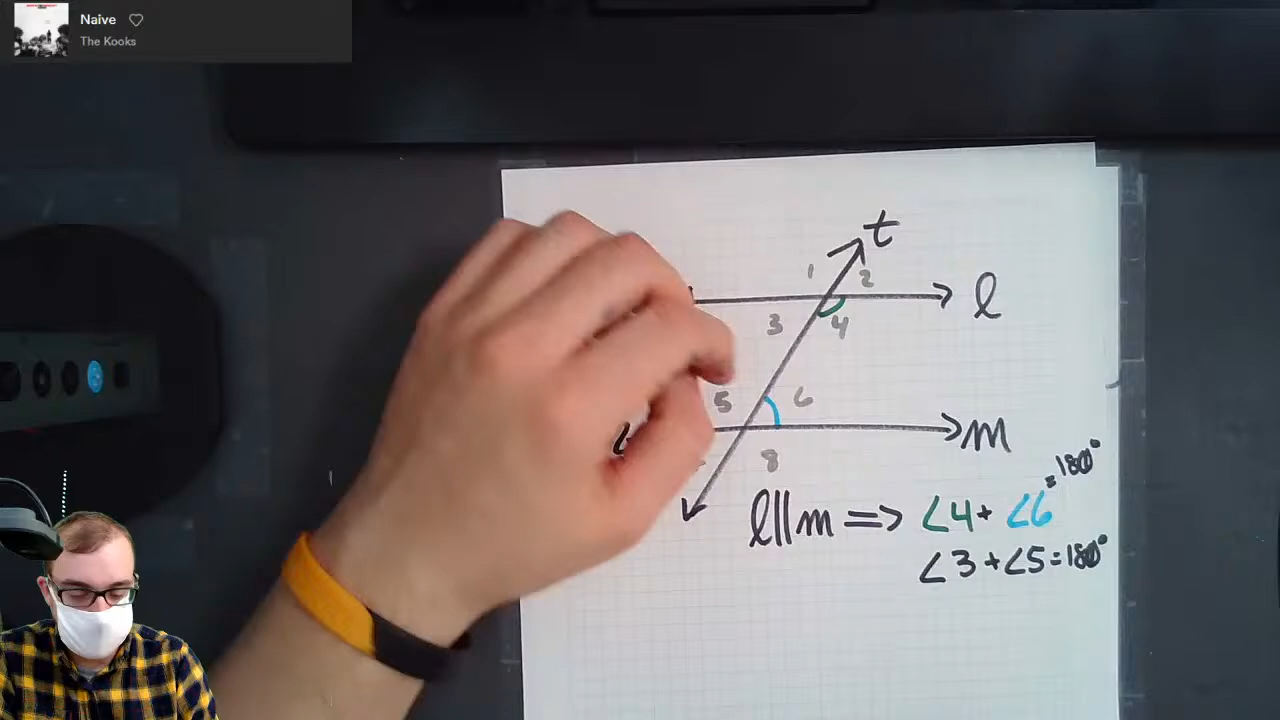 Naive
The Kooks
t
1 2
l
3 4
5 6
m
8
l||m => ∠4+ ∠6 =180°
∠3+∠5=180°